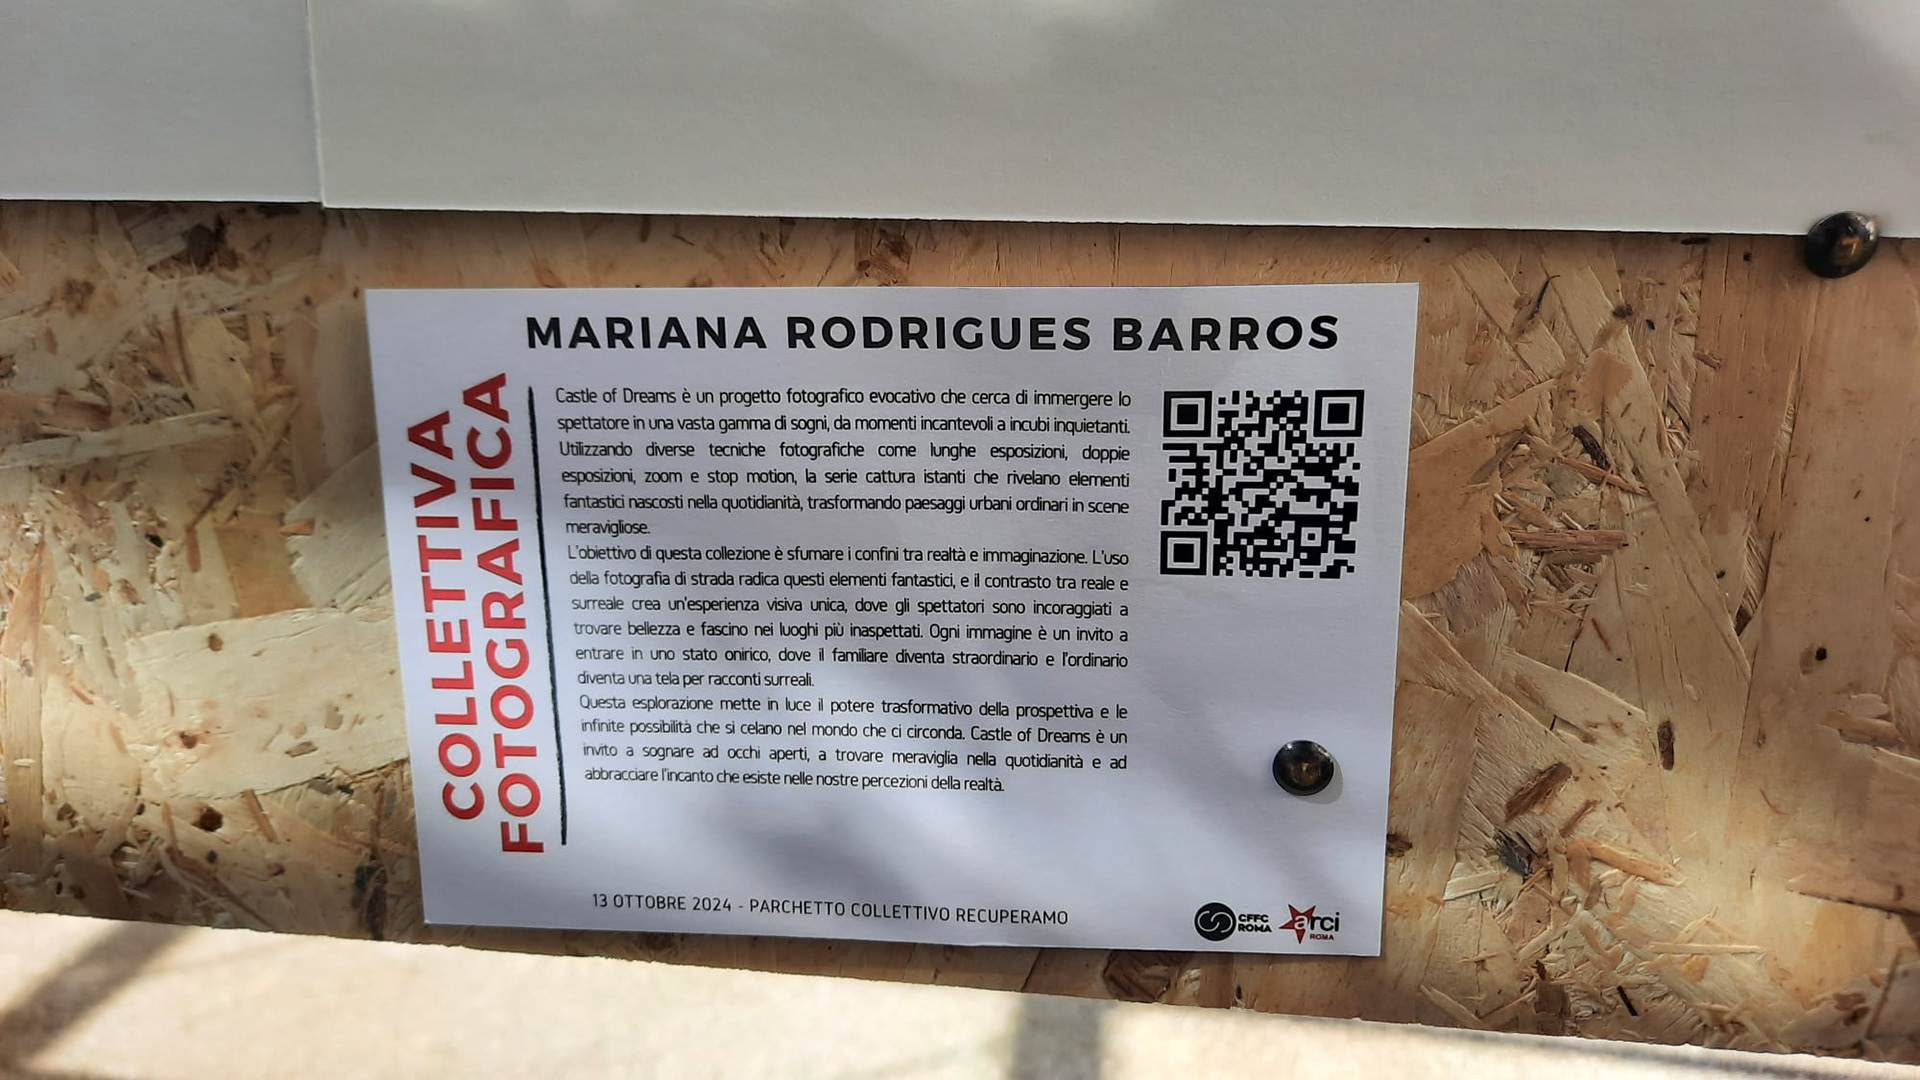 MARIANA RODRIGUES BARROS
COLLETTIVA
FOTOGRAFICA
Castle of Dreams è un progetto fotografico evocativo che cerca di immergere lo
spettatore in una vasta gamma di sogni, da momenti incantevoli a incubi inquietanti.
Utilizzando diverse tecniche fotografiche come lunghe esposizioni, doppie
esposizioni, zoom e stop motion, la serie cattura istanti che rivelano elementi
fantastici nascosti nella quotidianità, trasformando paesaggi urbani ordinari in scene
meravigliose.
L'obiettivo di questa collezione è sfumare i confini tra realtà e immaginazione. L'uso
della fotografia di strada radica questi elementi fantastici, e il contrasto tra reale e
surreale crea un'esperienza visiva unica, dove gli spettatori sono incoraggiati a
trovare bellezza e fascino nei luoghi più inaspettati. Ogni immagine è un invito a
entrare in uno stato onirico, dove il familiare diventa straordinario e l'ordinario
diventa una tela per racconti surreali.
Questa esplorazione mette in luce il potere trasformativo della prospettiva e le
infinite possibilità che si celano nel mondo che ci circonda. Castle of Dreams è un
invito a sognare ad occhi aperti, a trovare meraviglia nella quotidianità e ad
abbracciare l'incanto che esiste nelle nostre percezioni della realtà.
13 OTTOBRE 2024 - PARCHETTO COLLETTIVO RECUPERAMO
CFFC
ROMA
arci
ROMA